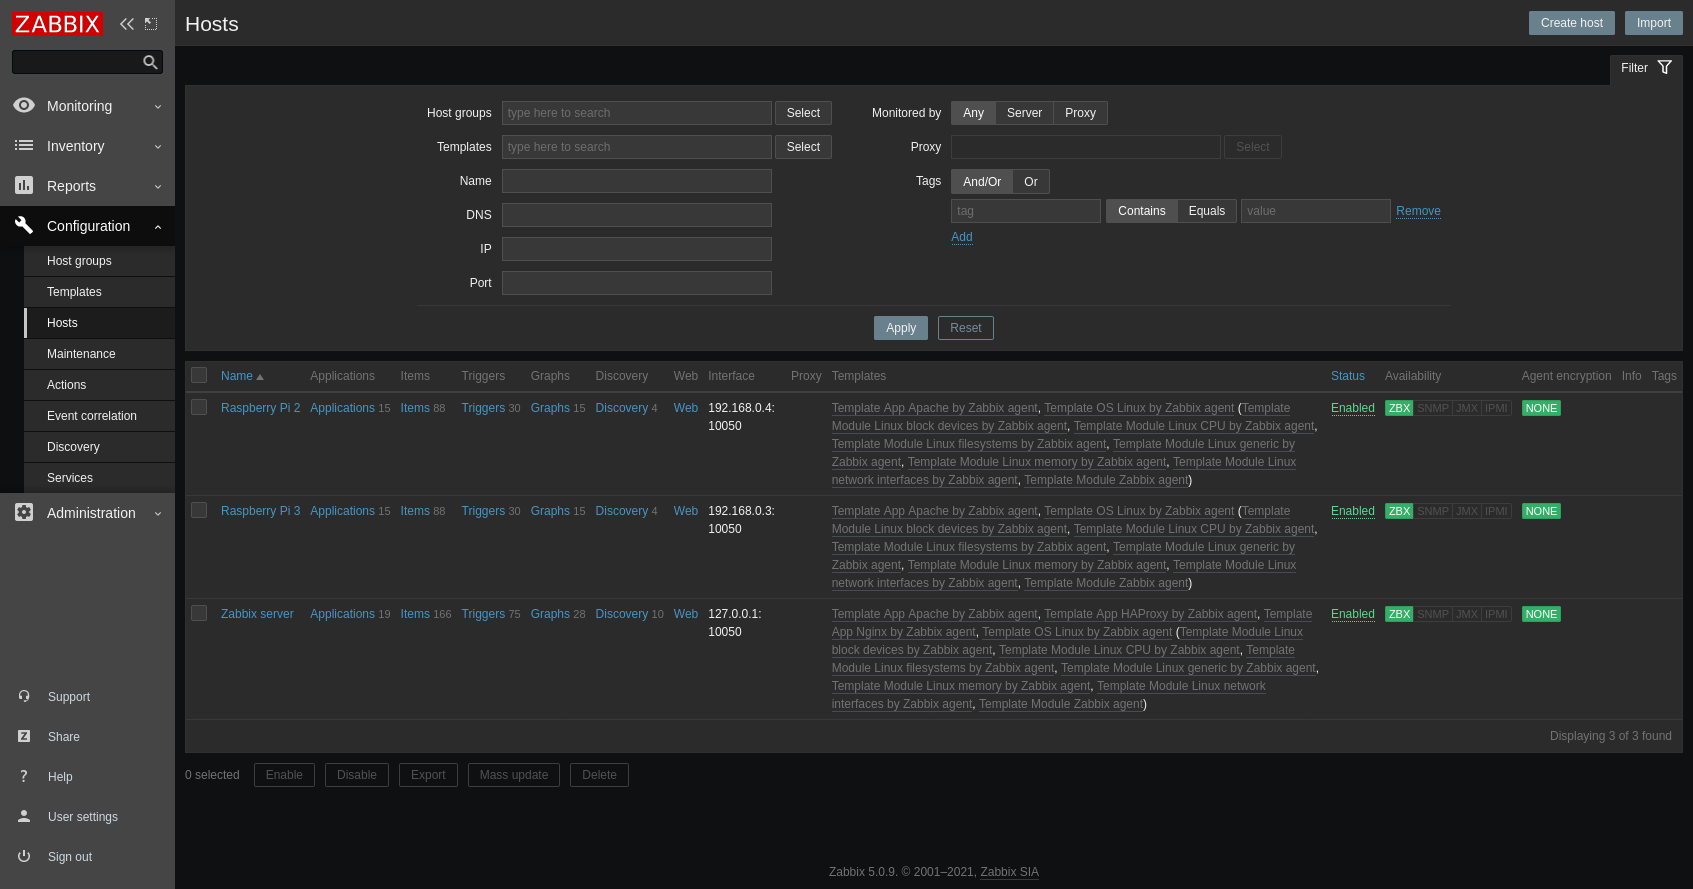 ZABBIX
Monitoring
Inventory
Reports
Configuration
Host groups
Templates
Hosts
Maintenance
Actions
Event correlation
Discovery
Services
Administration
Support
Share
Help
User settings
Sign out
Hosts
Create host Import
Filter
Host groups type here to search Select
Templates type here to search Select
Name
DNS
IP
Port
Monitored by Any Server Proxy
Proxy Select
Tags And/Or Or
tag Contains Equals value Remove
Add
Apply Reset
Name Applications Items Triggers Graphs Discovery Web Interface Proxy Templates Status Availability Agent encryption Info Tags
Raspberry Pi 2 Applications 15 Items 88 Triggers 30 Graphs 15 Discovery 4 Web 192.168.0.4: Template App Apache by Zabbix agent, Template OS Linux by Zabbix agent (Template Enabled ZBX SNMP JMX IPMI NONE
10050 Module Linux block devices by Zabbix agent, Template Module Linux CPU by Zabbix agent,
Template Module Linux filesystems by Zabbix agent, Template Module Linux generic by
Zabbix agent, Template Module Linux memory by Zabbix agent, Template Module Linux
network interfaces by Zabbix agent, Template Module Zabbix agent)
Raspberry Pi 3 Applications 15 Items 88 Triggers 30 Graphs 15 Discovery 4 Web 192.168.0.3: Template App Apache by Zabbix agent, Template OS Linux by Zabbix agent (Template Enabled ZBX SNMP JMX IPMI NONE
10050 Module Linux block devices by Zabbix agent, Template Module Linux CPU by Zabbix agent,
Template Module Linux filesystems by Zabbix agent, Template Module Linux generic by
Zabbix agent, Template Module Linux memory by Zabbix agent, Template Module Linux
network interfaces by Zabbix agent, Template Module Zabbix agent)
Zabbix server Applications 19 Items 166 Triggers 75 Graphs 28 Discovery 10 Web 127.0.0.1: Template App Apache by Zabbix agent, Template App HAProxy by Zabbix agent, Template Enabled ZBX SNMP JMX IPMI NONE
10050 App Nginx by Zabbix agent, Template OS Linux by Zabbix agent (Template Module Linux
block devices by Zabbix agent, Template Module Linux CPU by Zabbix agent, Template
Module Linux filesystems by Zabbix agent, Template Module Linux generic by Zabbix agent,
Template Module Linux memory by Zabbix agent, Template Module Linux network
interfaces by Zabbix agent, Template Module Zabbix agent)
Displaying 3 of 3 found
0 selected Enable Disable Export Mass update Delete
Zabbix 5.0.9. © 2001–2021, Zabbix SIA